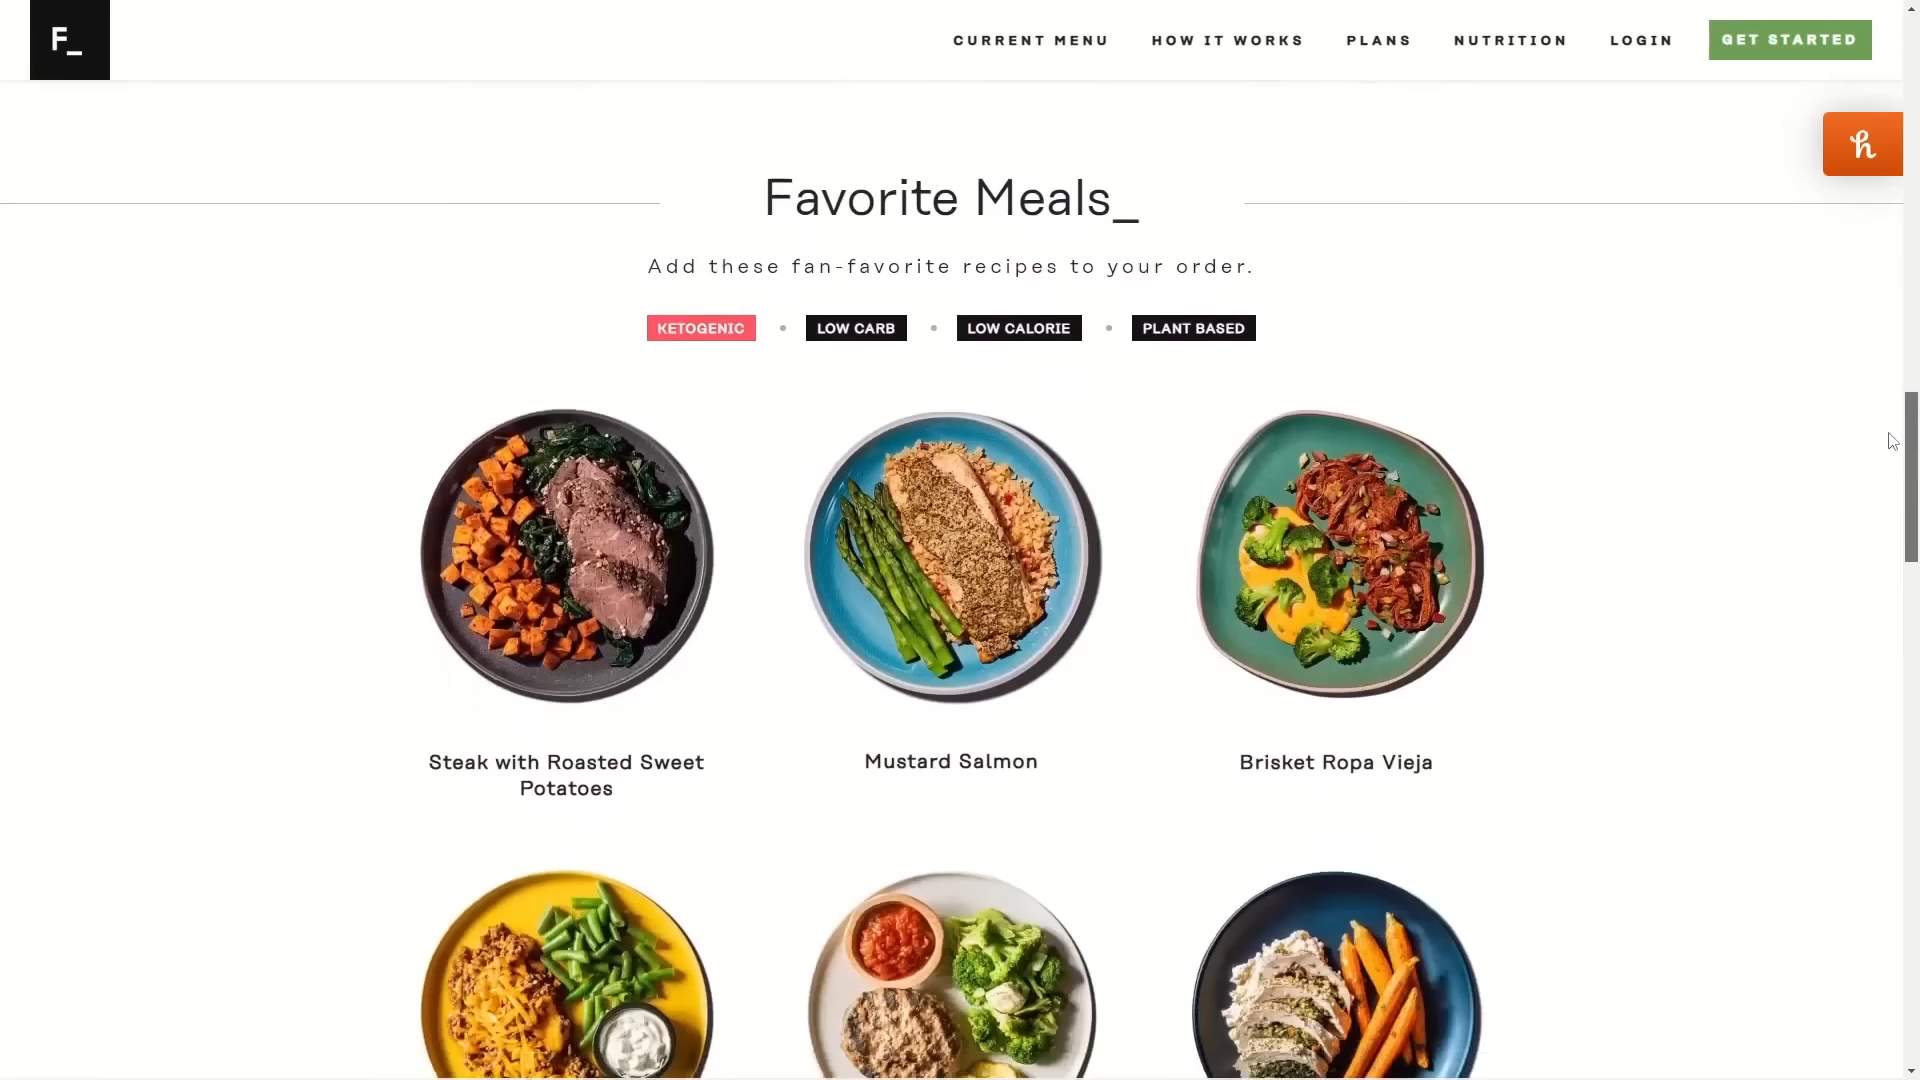 F_
CURRENT MENU
HOW IT WORKS
PLANS
NUTRITION
LOGIN
GET STARTED
Favorite Meals_
Add these fan-favorite recipes to your order.
KETOGENIC
LOW CARB
LOW CALORIE
PLANT BASED
Steak with Roasted Sweet
Potatoes
Mustard Salmon
Brisket Ropa Vieja